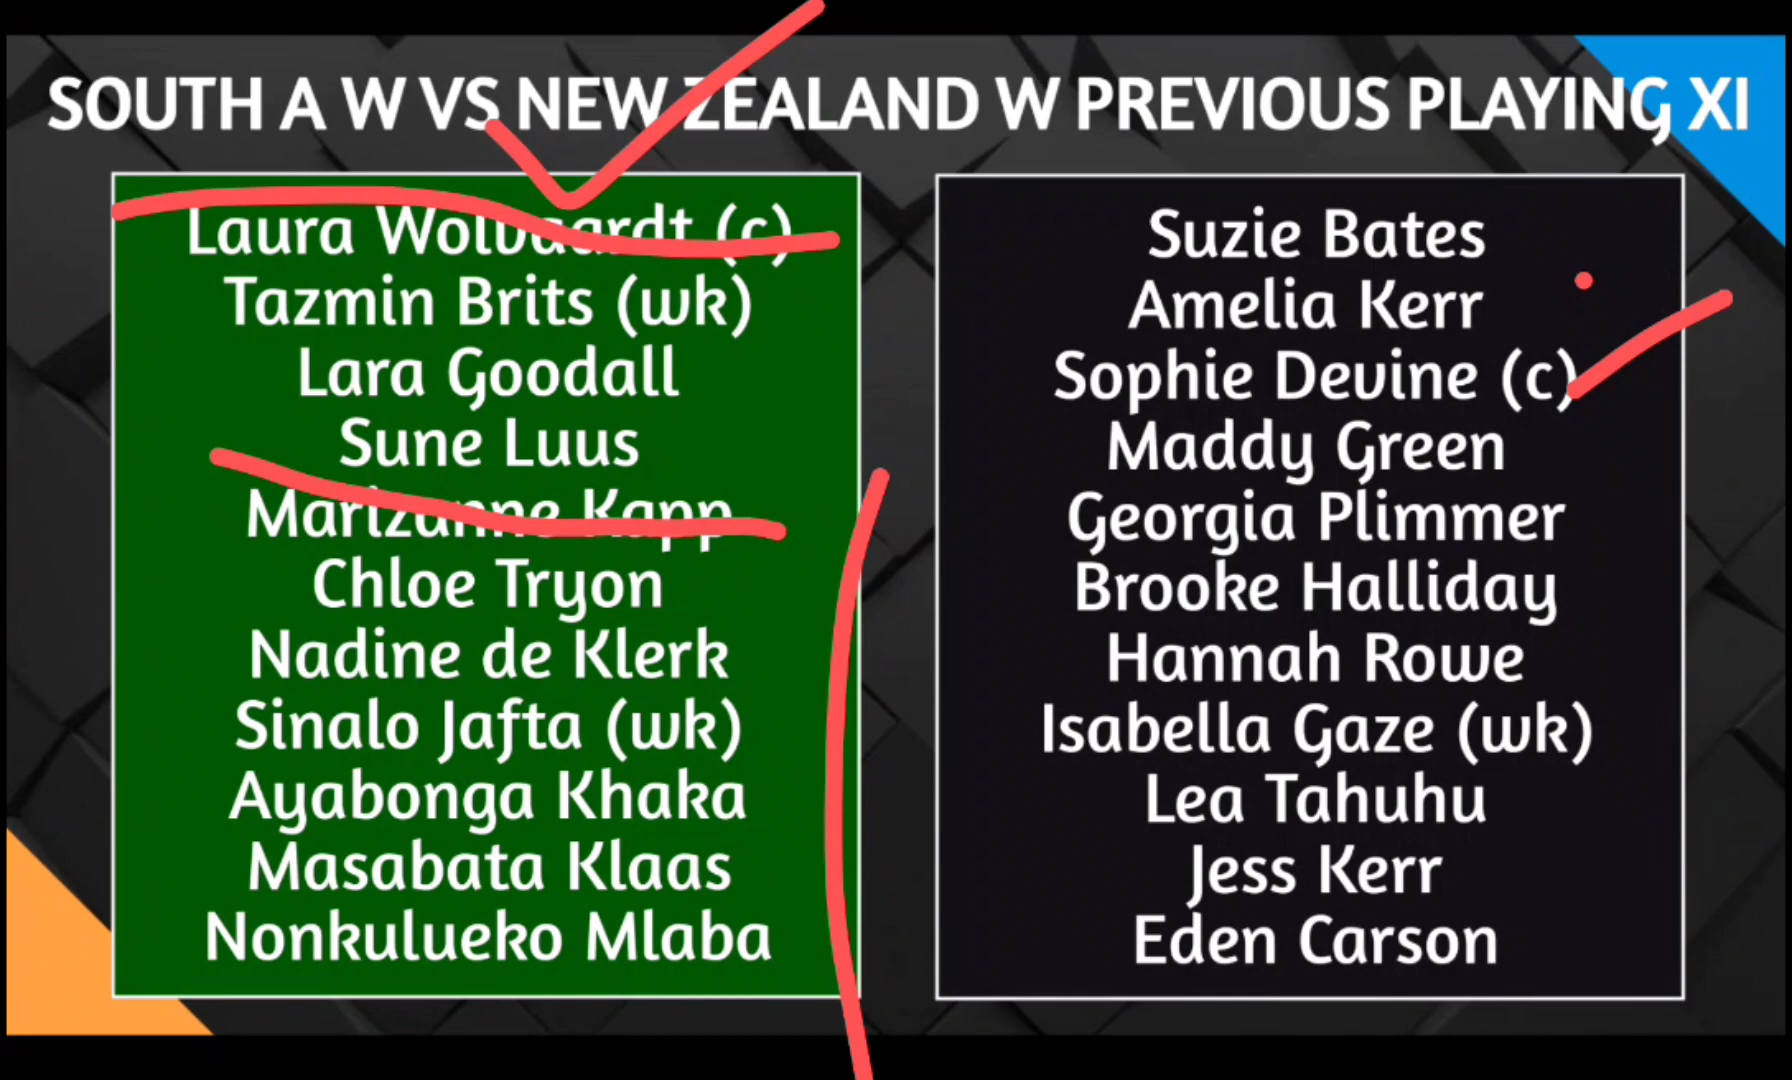 SOUTH A W VS NEW ZEALAND W PREVIOUS PLAYING XI
Laura Wolvaardt (c)
Tazmin Brits (wk)
Lara Goodall
Sune Luus
Marizanne Kapp
Chloe Tryon
Nadine de Klerk
Sinalo Jafta (wk)
Ayabonga Khaka
Masabata Klaas
Nonkulueko Mlaba
Suzie Bates
Amelia Kerr
Sophie Devine (c)
Maddy Green
Georgia Plimmer
Brooke Halliday
Hannah Rowe
Isabella Gaze (wk)
Lea Tahuhu
Jess Kerr
Eden Carson